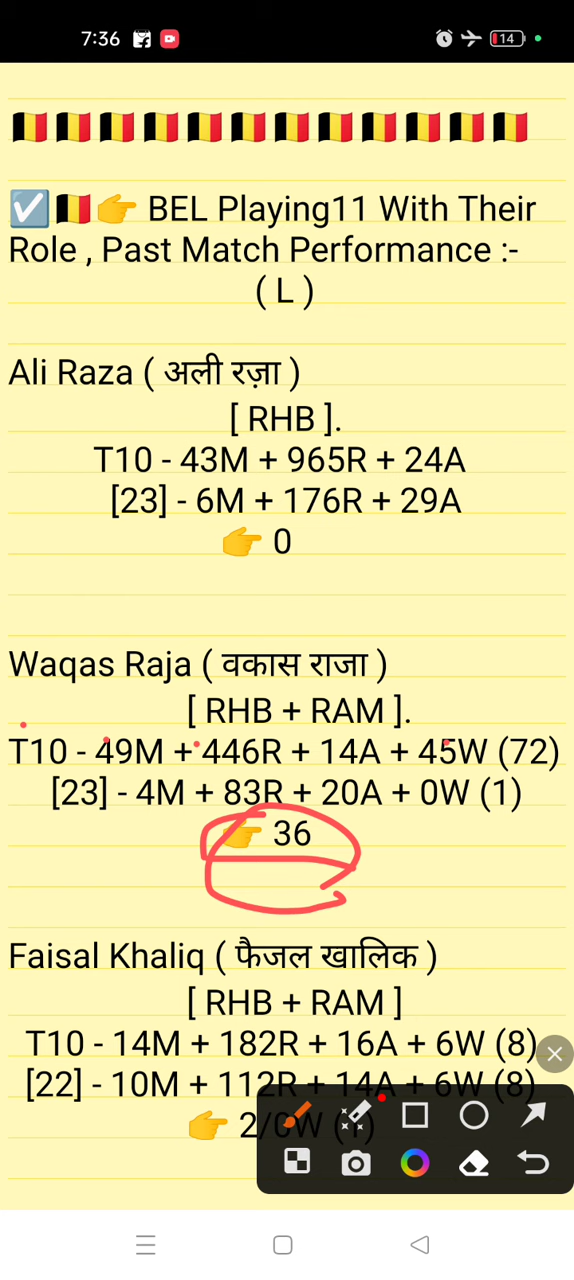 7:36
14
BEL Playing11 With Their
Role , Past Match Performance :-
( L )
Ali Raza ( अली रज़ा )
[ RHB ].
T10 - 43M + 965R + 24A
[23] - 6M + 176R + 29A
0
Waqas Raja ( वकास राजा )
[ RHB + RAM ].
T10 - 49M + 446R + 14A + 45W (72)
[23] - 4M + 83R + 20A + 0W (1)
36
Faisal Khaliq ( फैजल खालिक )
[ RHB + RAM ]
T10 - 14M + 182R + 16A + 6W (8)
[22] - 10M + 112R + 14A + 6W (8)
2/0W (1)